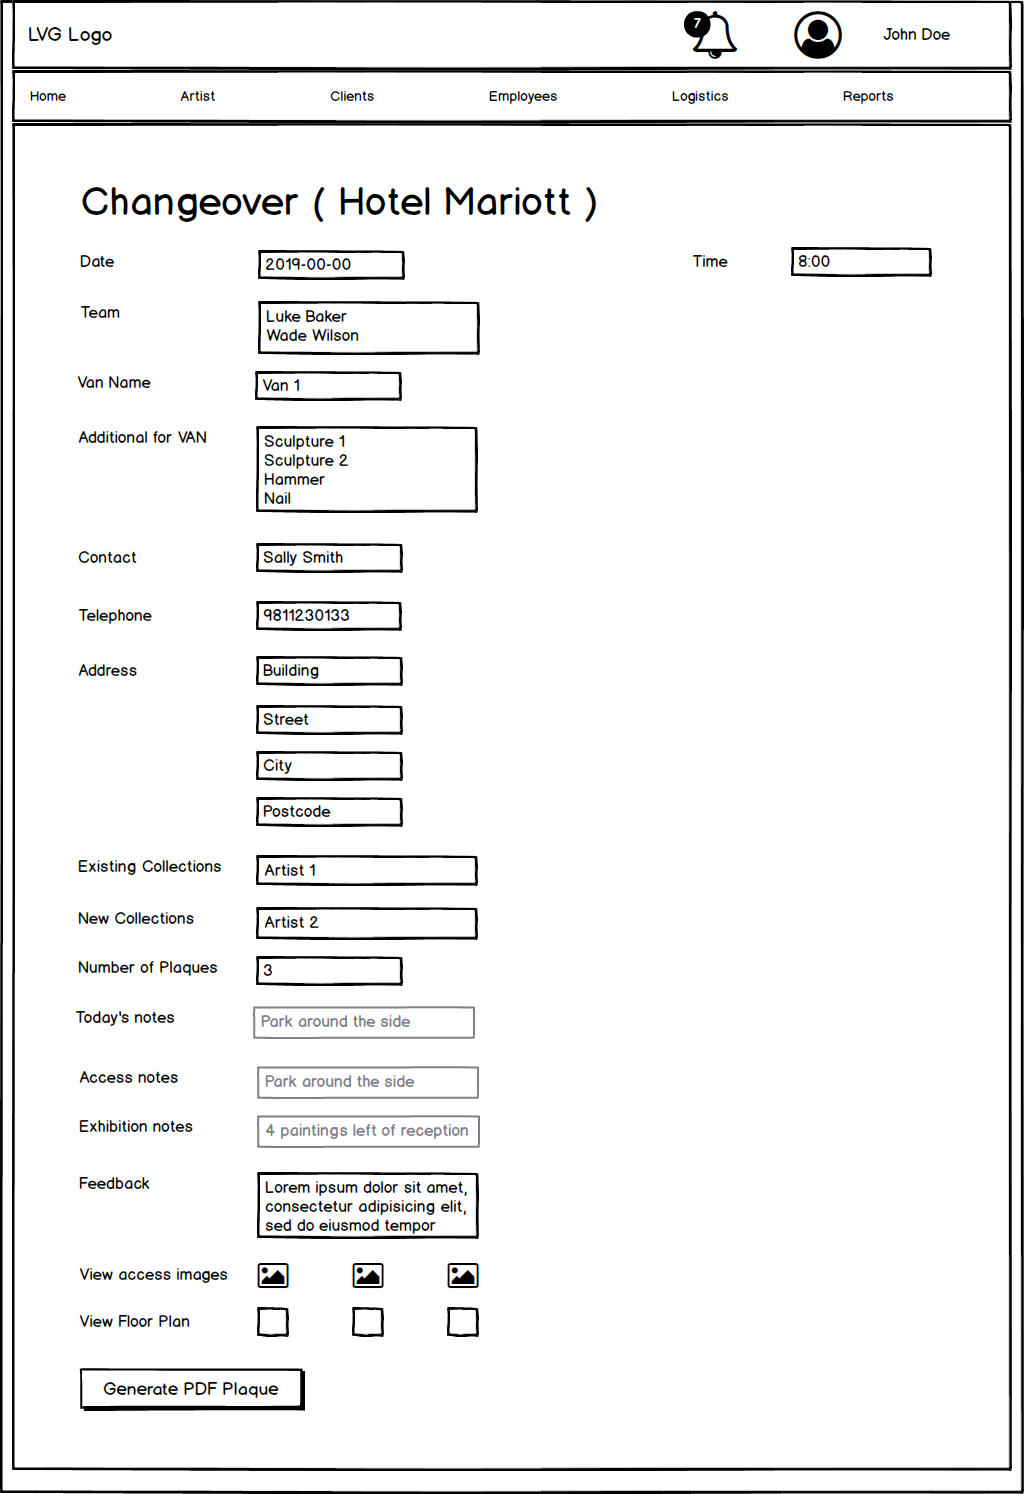 LVG Logo
7
John Doe
Home
Artist
Clients
Employees
Logistics
Reports
Changeover ( Hotel Mariott )
Date
2019-00-00
Time
8:00
Team
Luke Baker
Wade Wilson
Van Name
Van 1
Additional for VAN
Sculpture 1
Sculpture 2
Hammer
Nail
Contact
Sally Smith
Telephone
9811230133
Address
Building
Street
City
Postcode
Existing Collections
Artist 1
New Collections
Artist 2
Number of Plaques
3
Today's notes
Park around the side
Access notes
Park around the side
Exhibition notes
4 paintings left of reception
Feedback
Lorem ipsum dolor sit amet,
consectetur adipisicing elit,
sed do eiusmod tempor
View access images
View Floor Plan
Generate PDF Plaque